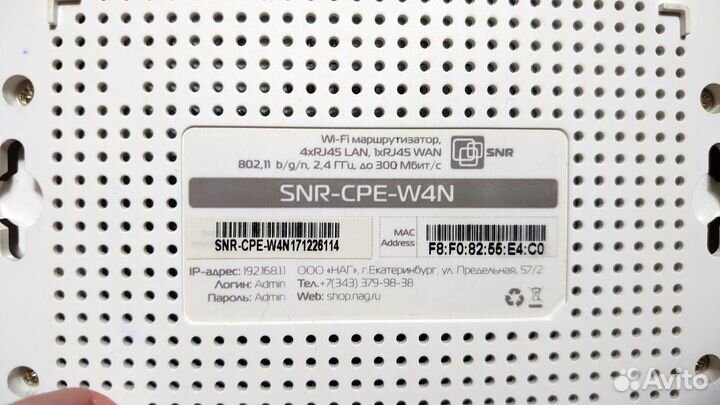 Wi-Fi маршрутизатор,
4xRJ45 LAN, 1xRJ45 WAN
802,11 b/g/n, 2,4 ГГц, до 300 Мбит/с
SNR
SNR-CPE-W4N
SNR-CPE-W4N171226114
MAC
Address
F8:F0:82:55:E4:C0
IP-адрес: 192.168.1.1 ООО «НАГ», г.Екатеринбург, ул. Предельная, 57/2
Логин: Admin Тел.+7(343) 379-98-38
Пароль: Admin Web: shop.nag.ru
Avito